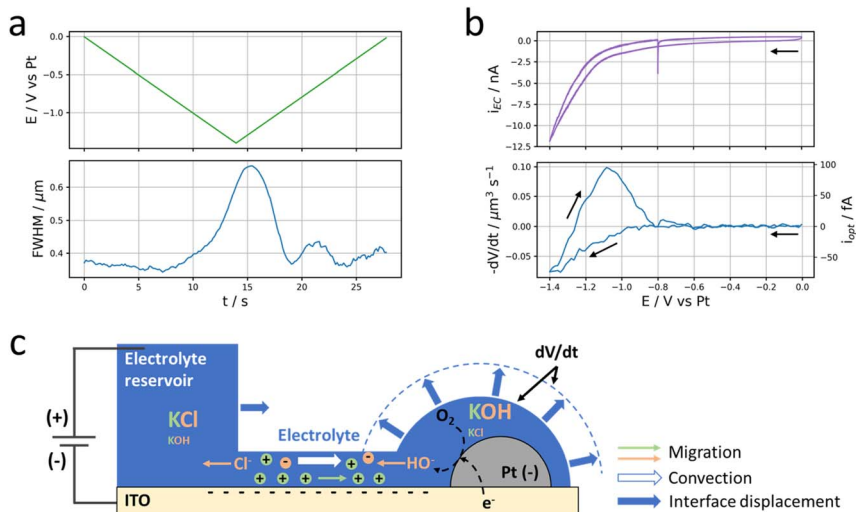 a
E / V vs Pt
0.0
−0.5
−1.0
FWHM / µm
0.6
0.5
0.4
0
5
10
15
20
25
t / s
b
i_EC / nA
0.0
−2.5
−5.0
−7.5
−10.0
−12.5
-dV/dt / µm³ s⁻¹
0.10
0.05
0.00
−0.05
100
50
0
−50
i_opt / fA
−1.4
−1.2
−1.0
−0.8
−0.6
−0.4
−0.2
0.0
E / V vs Pt
c
Electrolyte
reservoir
KCl
KOH
(+)
(-)
ITO
Electrolyte
Cl⁻
HO⁻
+ - + -
+ + + +
- - - - - - - - - - - -
O₂
KOH
KCl
Pt (-)
e⁻
dV/dt
Migration
Convection
Interface displacement